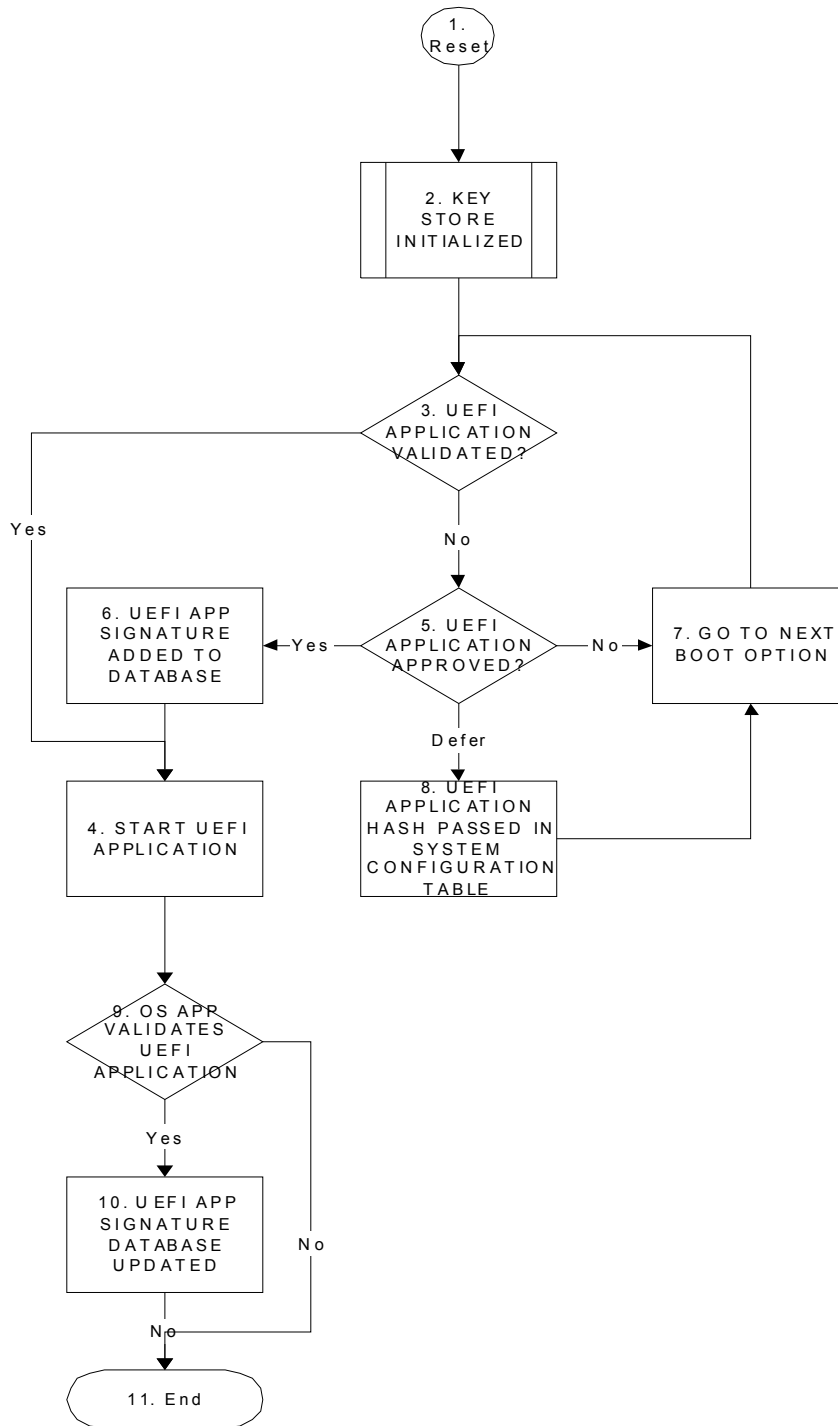 1.
Reset
2. KEY
STORE
INITIALIZED
3. UEFI
APPLICATION
VALIDATED?
Yes
No
6. UEFI APP
SIGNATURE
ADDED TO
DATABASE
Yes
5. UEFI
APPLICATION
APPROVED?
No
7. GO TO NEXT
BOOT OPTION
Defer
4. START UEFI
APPLICATION
8. UEFI
APPLICATION
HASH PASSED IN
SYSTEM
CONFIGURATION
TABLE
9. OS APP
VALIDATES
UEFI
APPLICATION
Yes
10. UEFI APP
SIGNATURE
DATABASE
UPDATED
No
No
11. End